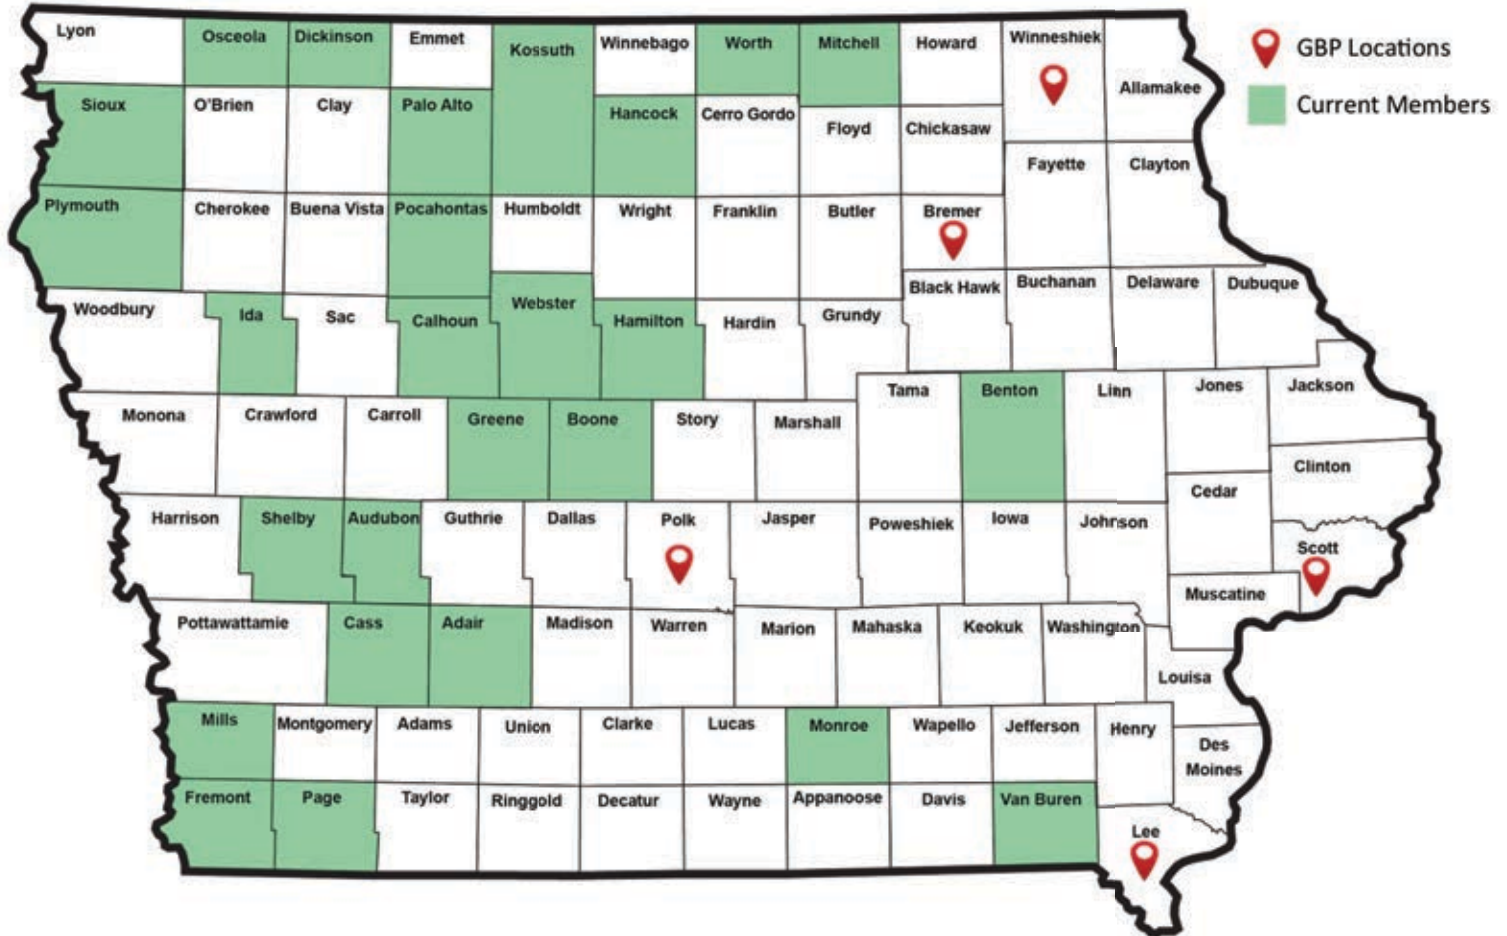 Lyon
Osceola
Dickinson
Emmet
Kossuth
Winnebago
Worth
Mitchell
Howard
Winneshiek
Allamakee
GBP Locations
Current Members
Sioux
O'Brien
Clay
Palo Alto
Hancock
Cerro Gordo
Floyd
Chickasaw
Fayette
Clayton
Plymouth
Cherokee
Buena Vista
Pocahontas
Humboldt
Wright
Franklin
Butler
Bremer
Black Hawk
Buchanan
Delaware
Dubuque
Woodbury
Ida
Sac
Calhoun
Webster
Hamilton
Hardin
Grundy
Tama
Benton
Linn
Jones
Jackson
Monona
Crawford
Carroll
Greene
Boone
Story
Marshall
Clinton
Cedar
Harrison
Shelby
Audubon
Guthrie
Dallas
Polk
Jasper
Poweshiek
Iowa
Johnson
Scott
Muscatine
Pottawattamie
Cass
Adair
Madison
Warren
Marion
Mahaska
Keokuk
Washington
Louisa
Mills
Montgomery
Adams
Union
Clarke
Lucas
Monroe
Wapello
Jefferson
Henry
Des
Moines
Fremont
Page
Taylor
Ringgold
Decatur
Wayne
Appanoose
Davis
Van Buren
Lee